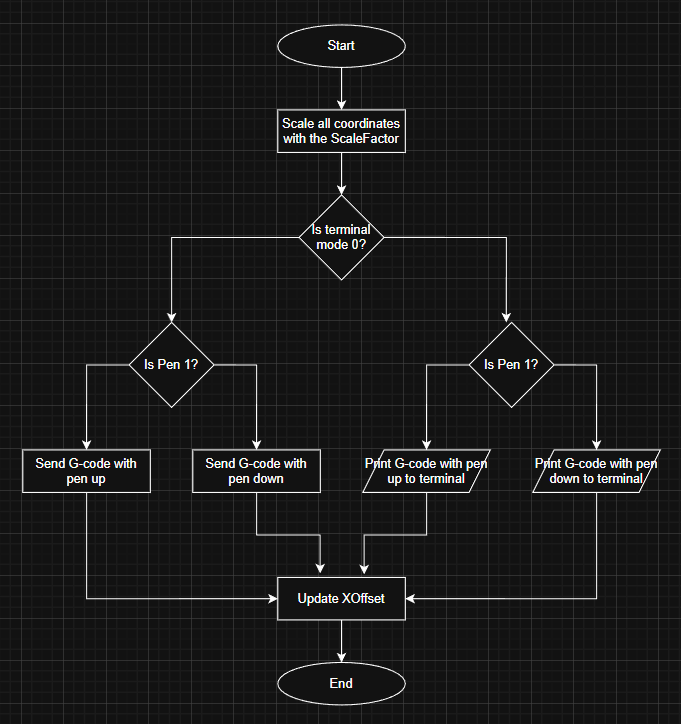 Start
Scale all coordinates
with the ScaleFactor
Is terminal
mode 0?
Is Pen 1?
Is Pen 1?
Send G-code with
pen up
Send G-code with
pen down
Print G-code with pen
up to terminal
Print G-code with pen
down to terminal
Update XOffset
End